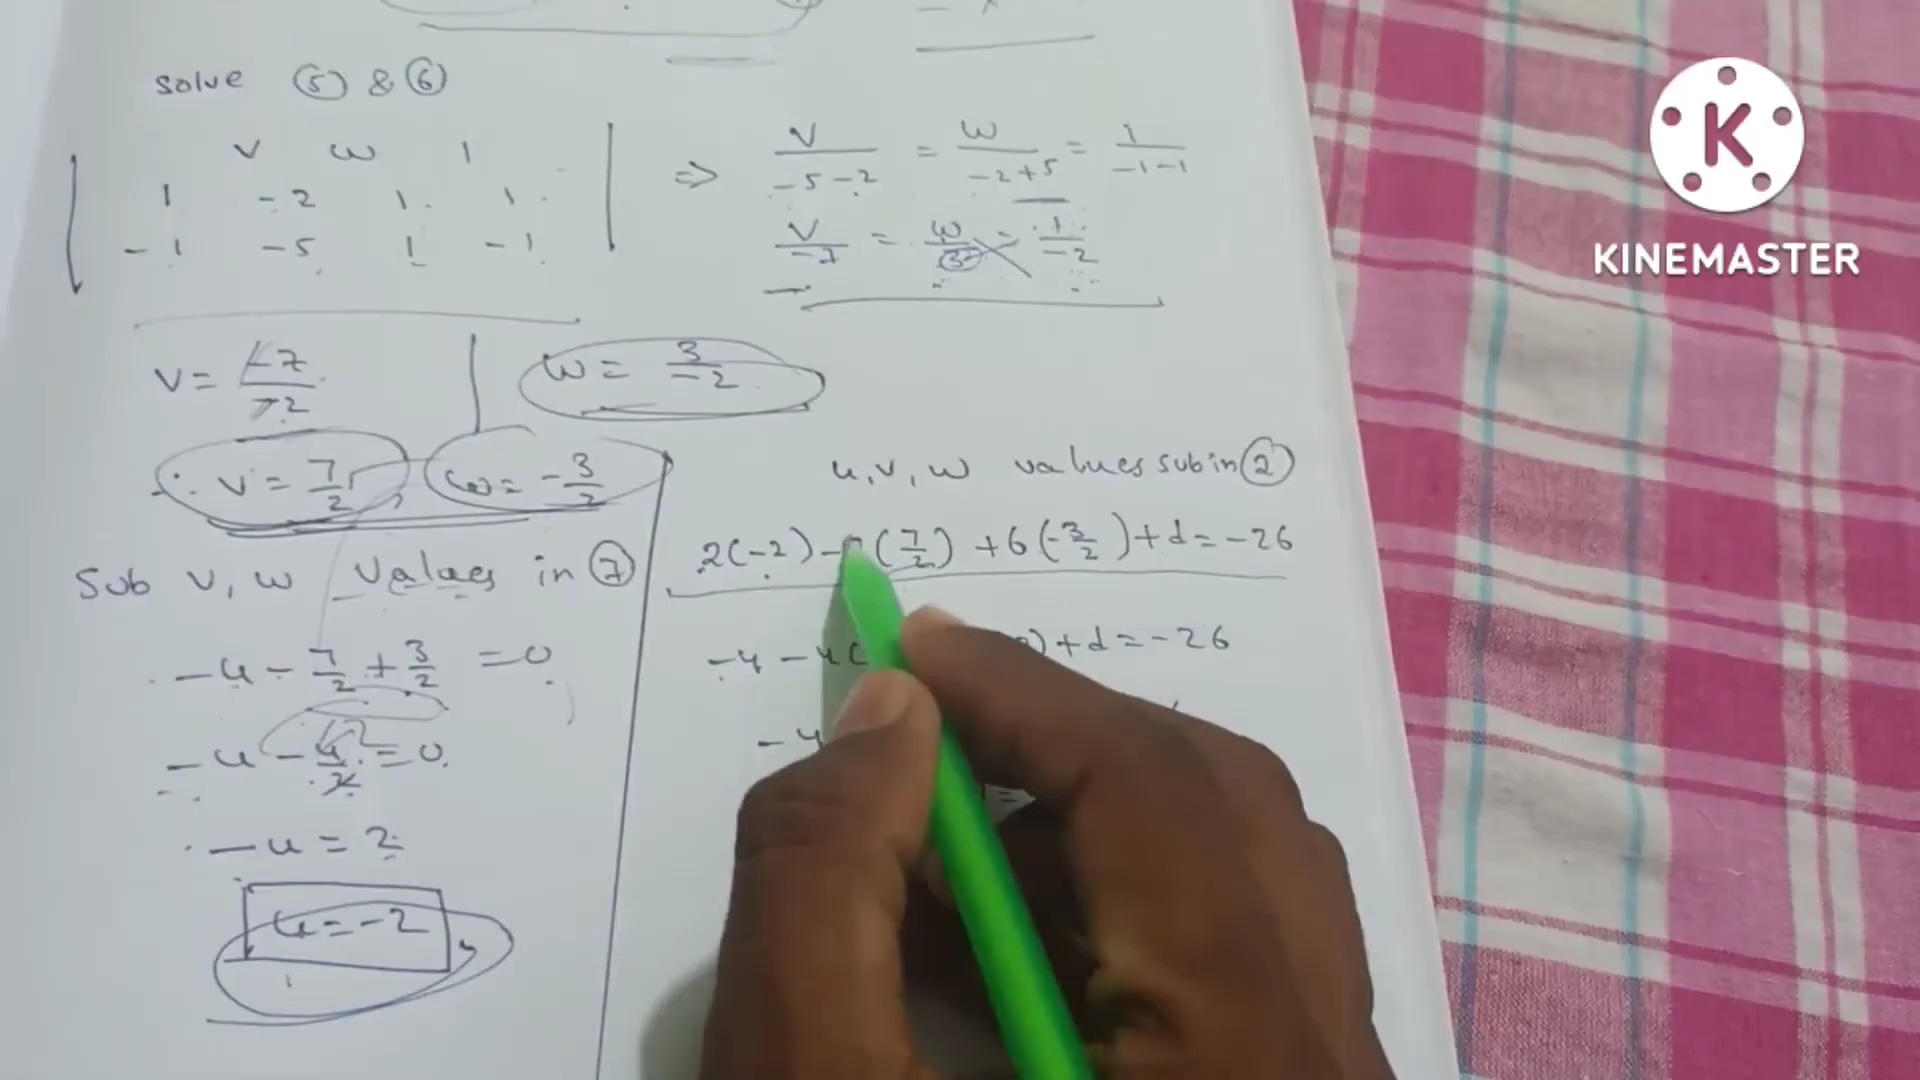 solve ⑤ & ⑥
v w 1
1 -2 1 1
-1 -5 1 -1
⇒ v/-5-2 = w/-2+5 = 1/-1-1
v/-7 = w/3 = 1/-2
v = -7/-2
w = 3/-2
∴ v = 7/2
w = -3/2
Sub v, w values in ⑦
-u - 7/2 + 3/2 = 0
-u - 4/2 = 0
-u = 2
u = -2
u, v, w values sub in ②
2(-2) - (7/2) + 6(-3/2) + d = -26
-4 - 4( ) + d = -26
-4
K
KINEMASTER